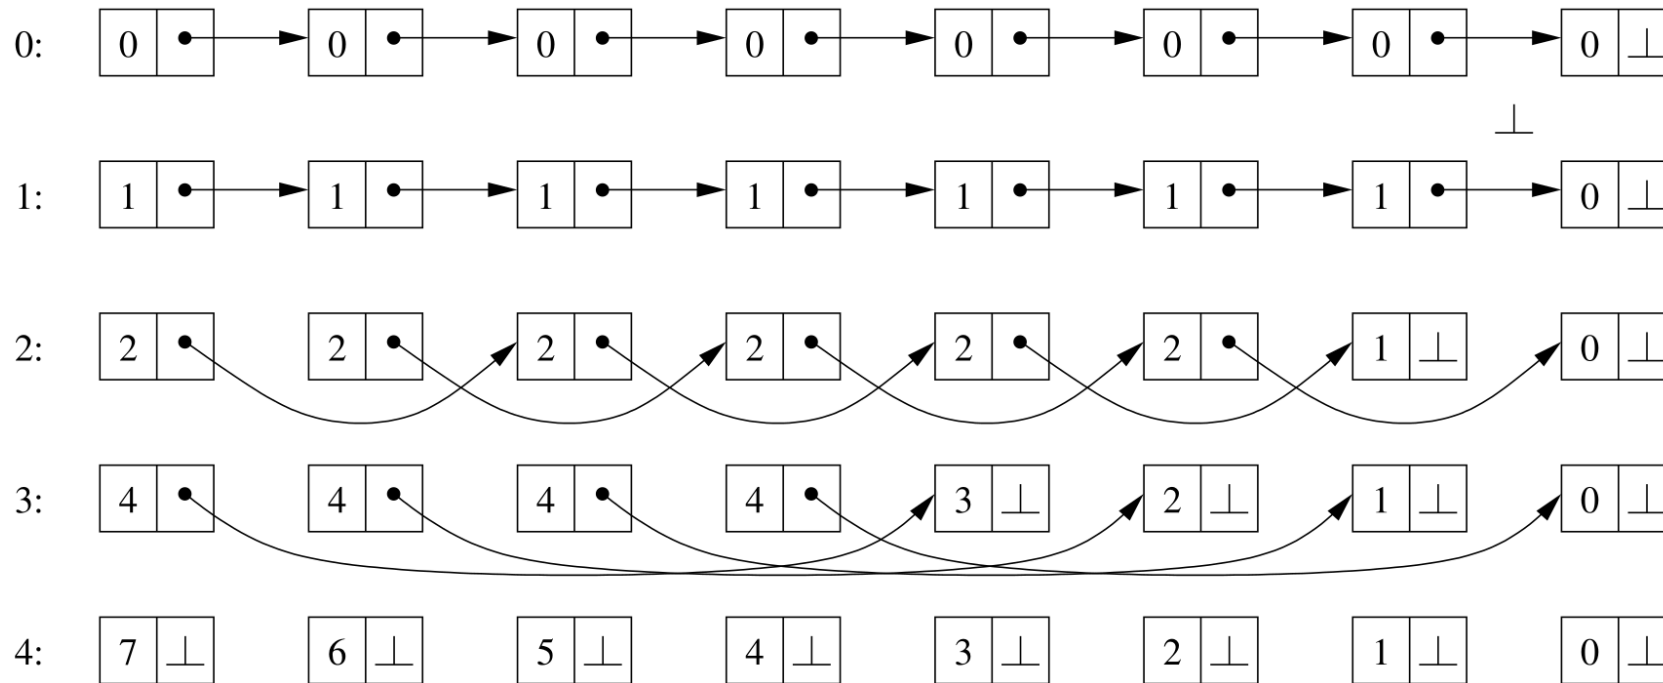 0: 0 0 0 0 0 0 0 0 ⊥
⊥
1: 1 1 1 1 1 1 1 0 ⊥
2: 2 2 2 2 2 2 1 ⊥ 0 ⊥
3: 4 4 4 4 3 ⊥ 2 ⊥ 1 ⊥ 0 ⊥
4: 7 ⊥ 6 ⊥ 5 ⊥ 4 ⊥ 3 ⊥ 2 ⊥ 1 ⊥ 0 ⊥